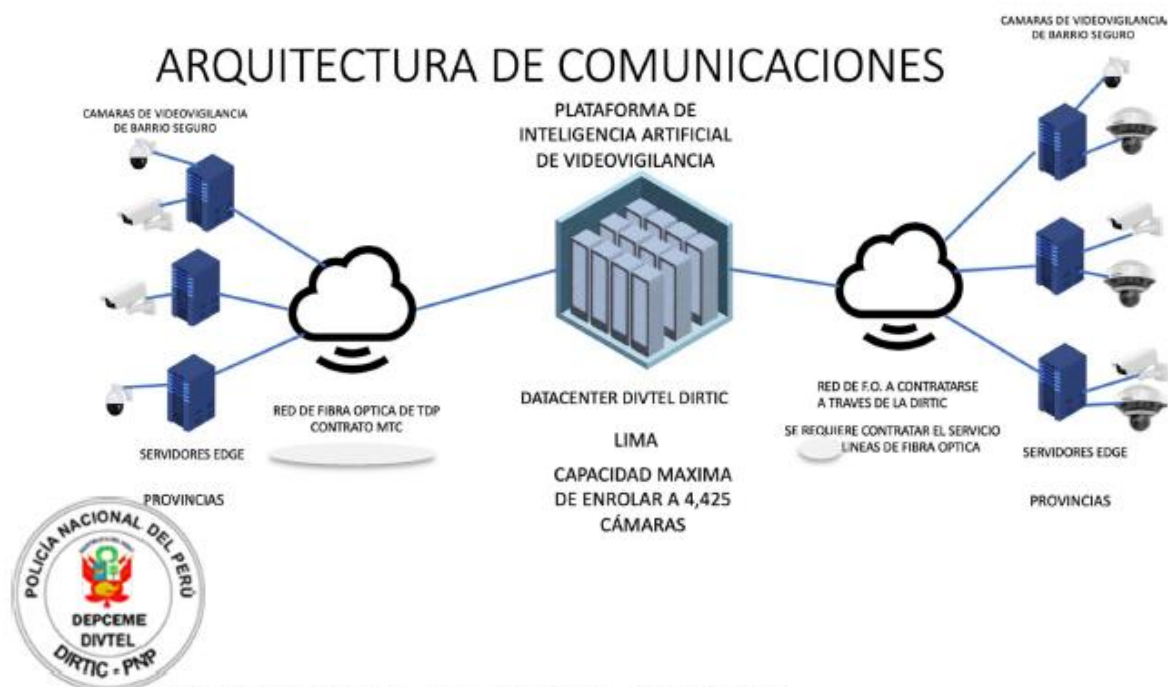 ARQUITECTURA DE COMUNICACIONES
CAMARAS DE VIDEOVIGILANCIA
DE BARRIO SEGURO
PLATAFORMA DE
INTELIGENCIA ARTIFICIAL
DE VIDEOVIGILANCIA
CAMARAS DE VIDEOVIGILANCIA
DE BARRIO SEGURO
RED DE FIBRA OPTICA DE TDP
CONTRATO MTC
SERVIDORES EDGE
PROVINCIAS
DATACENTER DIVTEL DIRTIC
LIMA
CAPACIDAD MAXIMA
DE ENROLAR A 4,425
CÁMARAS
RED DE F.O. A CONTRATARSE
A TRAVES DE LA DIRTIC
SE REQUIERE CONTRATAR EL SERVICIO
LINEAS DE FIBRA OPTICA
SERVIDORES EDGE
PROVINCIAS
POLICÍA NACIONAL DEL PERÚ
DEPCEME
DIVTEL
DIRTIC - PNP